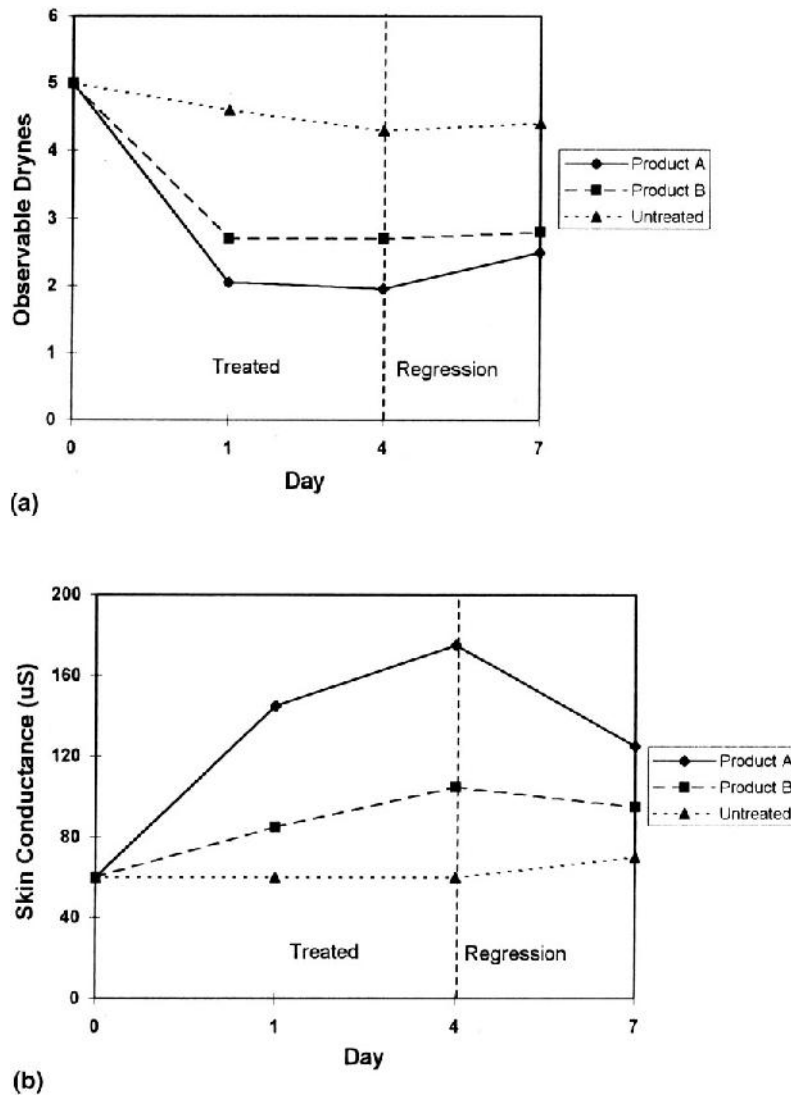 6
5
4
3
2
1
0
Observable Drynes
Treated
Regression
0 1 4 7
Day
Product A
Product B
Untreated
(a)
200
160
120
80
40
0
Skin Conductance (uS)
Treated
Regression
0 1 4 7
Day
Product A
Product B
Untreated
(b)